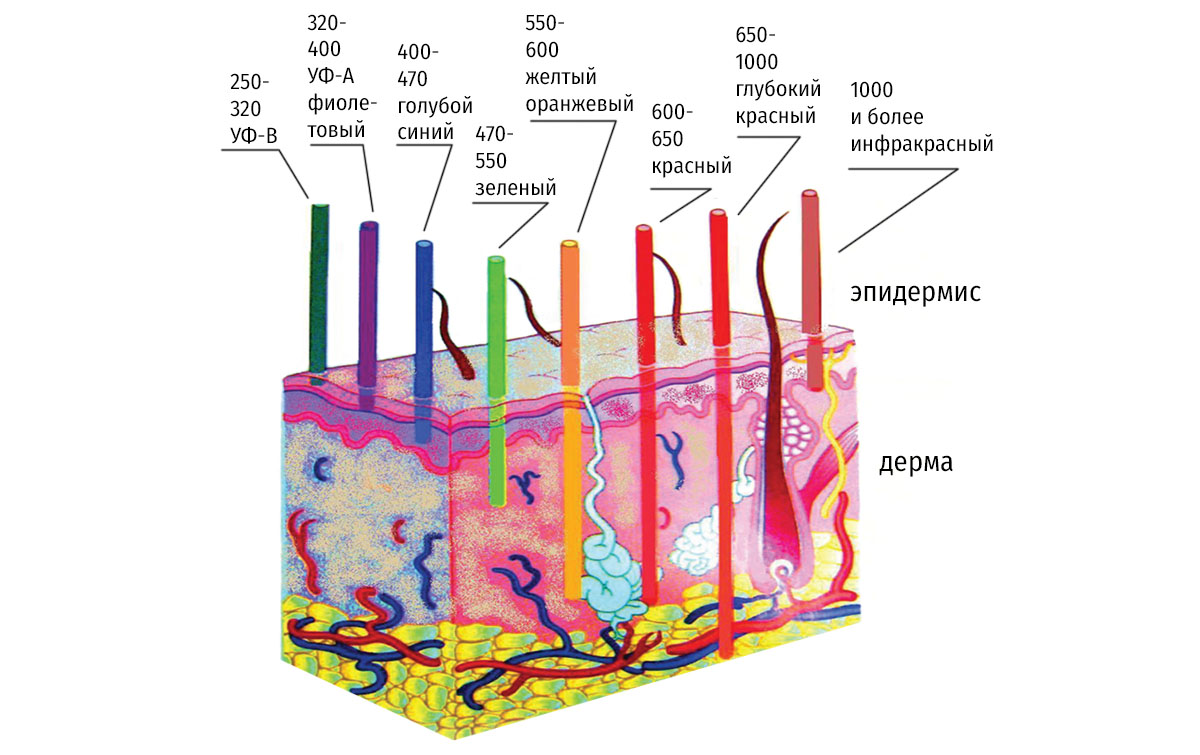 250-
320
УФ-В
320-
400
УФ-А
фиоле-
товый
400-
470
голубой
синий
470-
550
зеленый
550-
600
желтый
оранжевый
600-
650
красный
650-
1000
глубокий
красный
1000
и более
инфракрасный
эпидермис
дерма